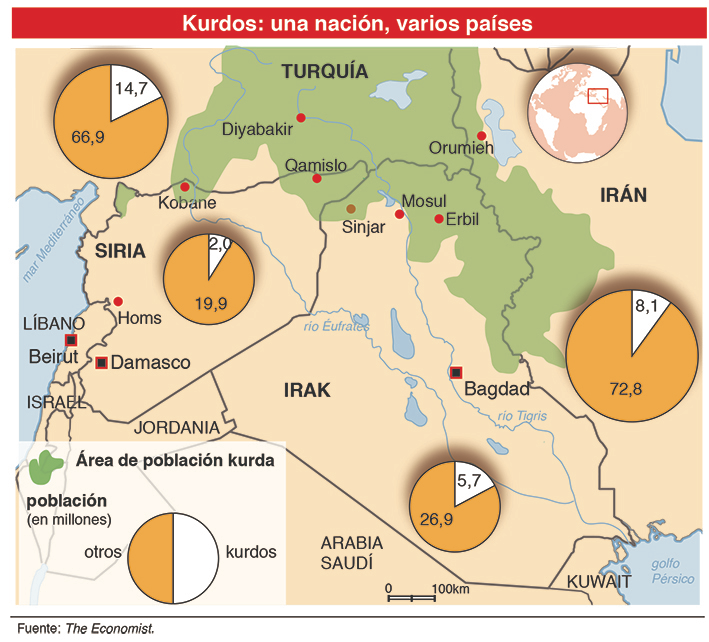 Kurdos: una nación, varios países
TURQUÍA
14,7
66,9
Diyabakir
Orumieh
Qamislo
IRÁN
Kobane
Mosul
Erbil
Sinjar
mar Mediterráneo
SIRIA
2,0
19,9
8,1
72,8
Homs
LÍBANO
Beirut
Damasco
río Éufrates
IRAK
Bagdad
ISRAEL
JORDANIA
río Tigris
Área de población kurda
población
(en millones)
otros
kurdos
5,7
26,9
ARABIA
SAUDÍ
KUWAIT
golfo
Pérsico
0
100km
Fuente: The Economist.